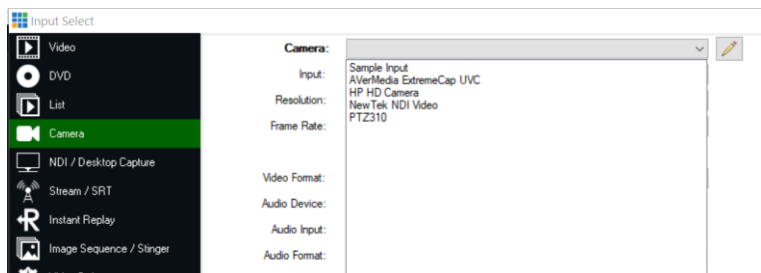 Input Select
Video
DVD
List
Camera
NDI / Desktop Capture
Stream / SRT
Instant Replay
Image Sequence / Stinger
Camera:
Input:
Resolution:
Frame Rate:
Video Format:
Audio Device:
Audio Input:
Audio Format:
Sample Input
AVerMedia ExtremeCap UVC
HP HD Camera
NewTek NDI Video
PTZ310